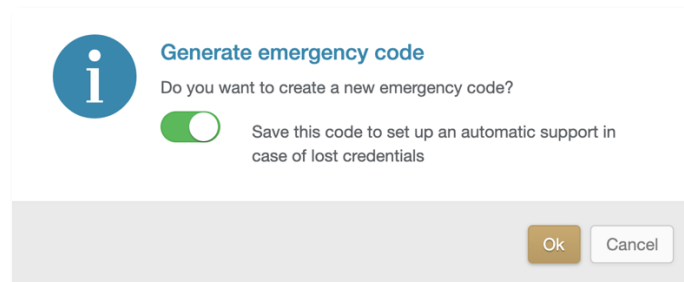 Generate emergency code
Do you want to create a new emergency code?
Save this code to set up an automatic support in
case of lost credentials
Ok Cancel